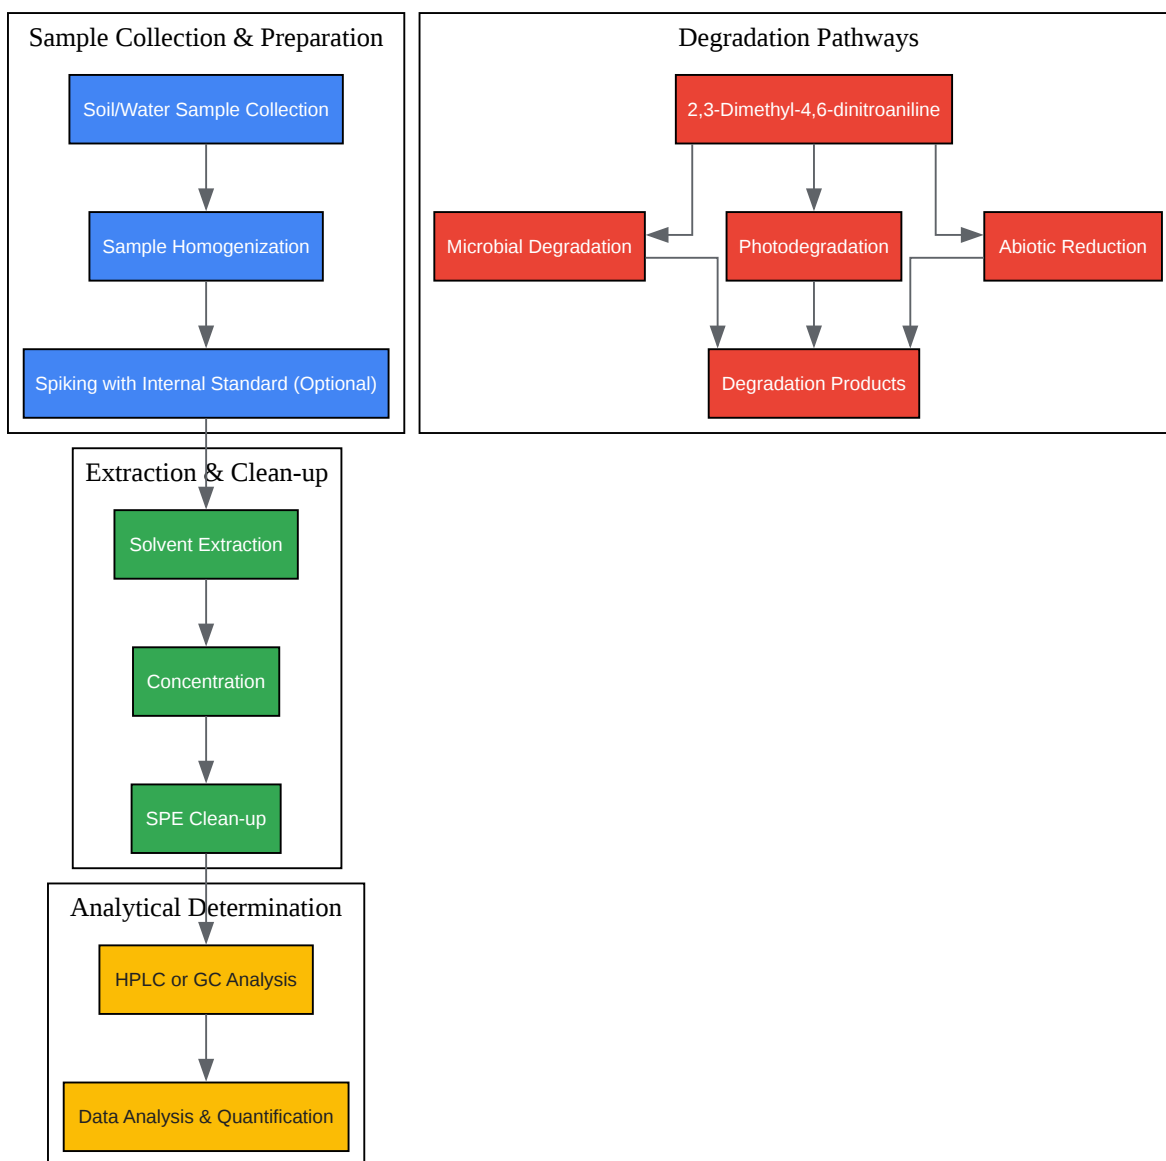 Sample Collection & Preparation
Soil/Water Sample Collection
Sample Homogenization
Spiking with Internal Standard (Optional)
Extraction & Clean-up
Solvent Extraction
Concentration
SPE Clean-up
Analytical Determination
HPLC or GC Analysis
Data Analysis & Quantification
Degradation Pathways
2,3-Dimethyl-4,6-dinitroaniline
Microbial Degradation
Photodegradation
Abiotic Reduction
Degradation Products